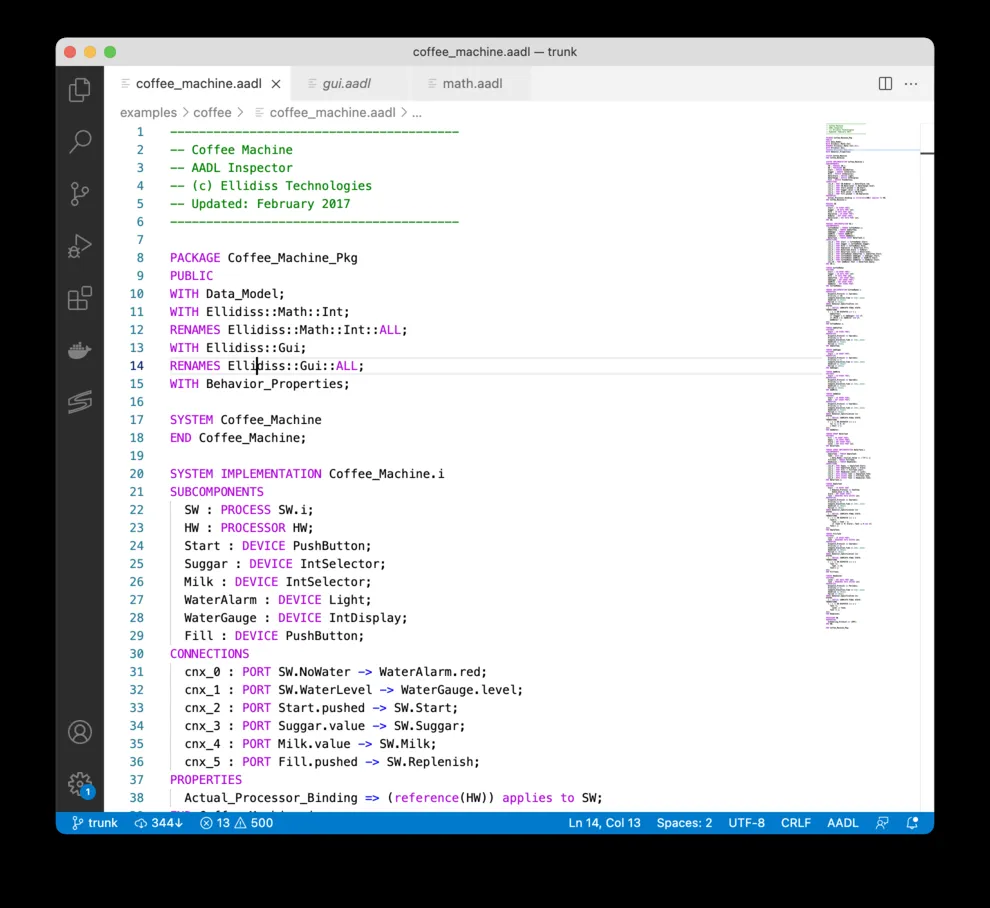 coffee_machine.aadl — trunk
coffee_machine.aadl
gui.aadl
math.aadl
examples > coffee > coffee_machine.aadl > ...
1 ----------------------------------------
2 -- Coffee Machine
3 -- AADL Inspector
4 -- (c) Ellidiss Technologies
5 -- Updated: February 2017
6 ----------------------------------------
7
8 PACKAGE Coffee_Machine_Pkg
9 PUBLIC
10 WITH Data_Model;
11 WITH Ellidiss::Math::Int;
12 RENAMES Ellidiss::Math::Int::ALL;
13 WITH Ellidiss::Gui;
14 RENAMES Ellidiss::Gui::ALL;
15 WITH Behavior_Properties;
16
17 SYSTEM Coffee_Machine
18 END Coffee_Machine;
19
20 SYSTEM IMPLEMENTATION Coffee_Machine.i
21 SUBCOMPONENTS
22 SW : PROCESS SW.i;
23 HW : PROCESSOR HW;
24 Start : DEVICE PushButton;
25 Suggar : DEVICE IntSelector;
26 Milk : DEVICE IntSelector;
27 WaterAlarm : DEVICE Light;
28 WaterGauge : DEVICE IntDisplay;
29 Fill : DEVICE PushButton;
30 CONNECTIONS
31 cnx_0 : PORT SW.NoWater -> WaterAlarm.red;
32 cnx_1 : PORT SW.WaterLevel -> WaterGauge.level;
33 cnx_2 : PORT Start.pushed -> SW.Start;
34 cnx_3 : PORT Suggar.value -> SW.Suggar;
35 cnx_4 : PORT Milk.value -> SW.Milk;
36 cnx_5 : PORT Fill.pushed -> SW.Replenish;
37 PROPERTIES
38 Actual_Processor_Binding => (reference(HW)) applies to SW;
1
trunk 344↓ 13 500 Ln 14, Col 13 Spaces: 2 UTF-8 CRLF AADL